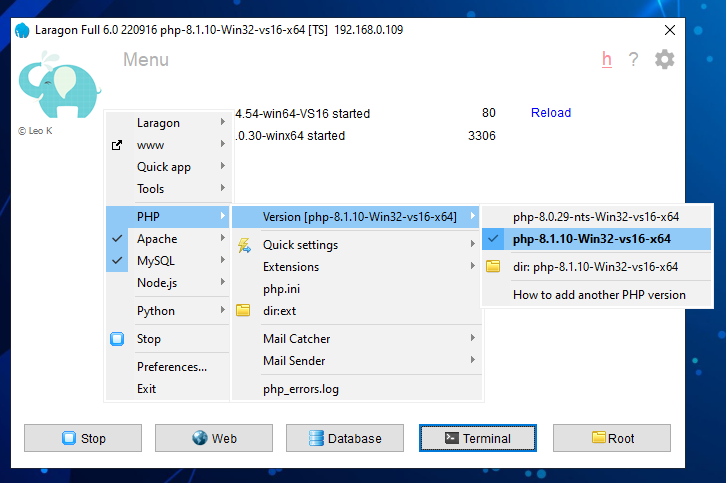 Laragon Full 6.0 220916 php-8.1.10-Win32-vs16-x64 [TS] 192.168.0.109
Menu
h ?
© Leo K
4.54-win64-VS16 started 80 Reload
.0.30-winx64 started 3306
Laragon
www
Quick app
Tools
PHP
Apache
MySQL
Node.js
Python
Stop
Preferences...
Exit
Version [php-8.1.10-Win32-vs16-x64]
Quick settings
Extensions
php.ini
dir:ext
Mail Catcher
Mail Sender
php_errors.log
php-8.0.29-nts-Win32-vs16-x64
php-8.1.10-Win32-vs16-x64
dir: php-8.1.10-Win32-vs16-x64
How to add another PHP version
Stop Web Database Terminal Root